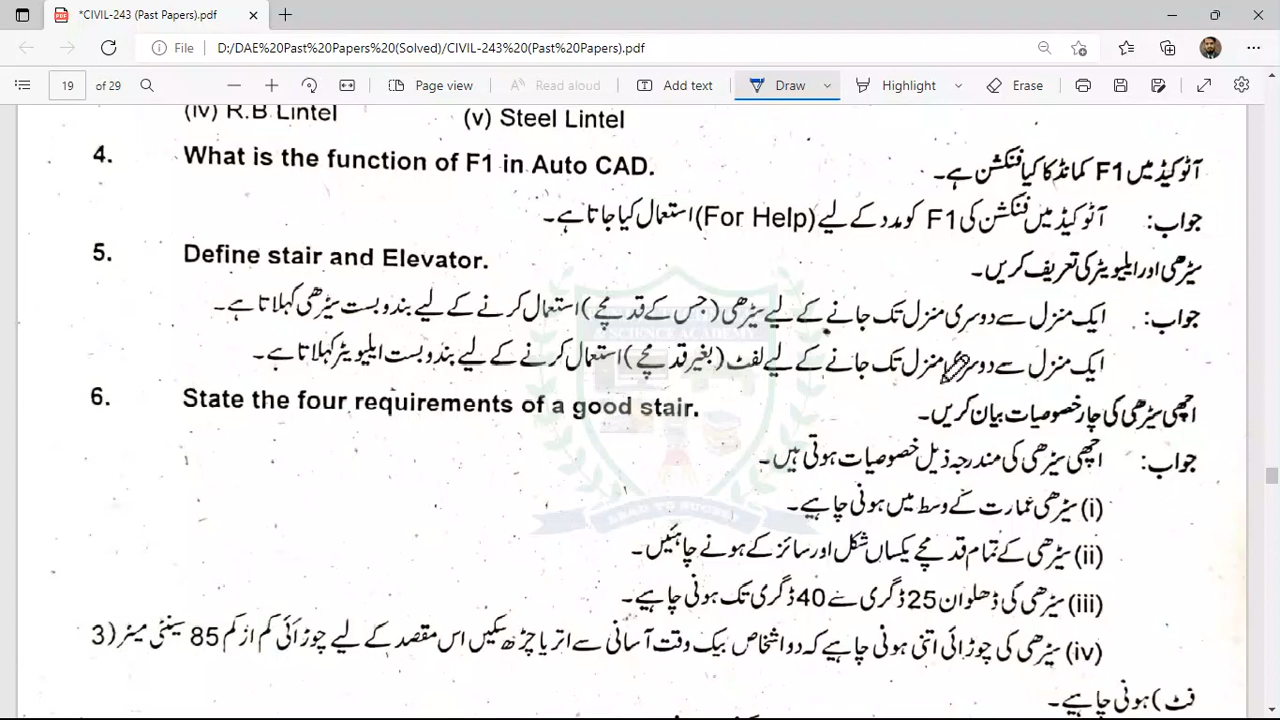 *CIVIL-243 (Past Papers).pdf
File D:/DAE%20Past%20Papers%20(Solved)/CIVIL-243%20(Past%20Papers).pdf
19 of 29 Page view Read aloud Add text Draw Highlight Erase
(iv) R.B Lintel (v) Steel Lintel
4. What is the function of F1 in Auto CAD. آٹو کیڈ میں F1 کمانڈ کا کیا فنکشن ہے۔
جواب: آٹو کیڈ میں فنکشن کی F1 کو مدد کے لیے (For Help) استعمال کیا جاتا ہے۔
5. Define stair and Elevator. سیڑھی اور ایلیویٹر کی تعریف کریں۔
جواب: ایک منزل سے دوسری منزل تک جانے کے لیے سیڑھی (جس کے قدمچے) استعمال کرنے کے لیے بندوبست سیڑھی کہلاتا ہے۔
ایک منزل سے دوسری منزل تک جانے کے لیے لفٹ (بغیر قدمچے) استعمال کرنے کے لیے بندوبست ایلیویٹر کہلاتا ہے۔
6. State the four requirements of a good stair. اچھی سیڑھی کی چار خصوصیات بیان کریں۔
جواب: اچھی سیڑھی کی مندرجہ ذیل خصوصیات ہوتی ہیں۔
(i) سیڑھی عمارت کے وسط میں ہونی چاہیے۔
(ii) سیڑھی کے تمام قدمچے یکساں شکل اور سائز کے ہونے چاہئیں۔
(iii) سیڑھی کی ڈھلوان 25 ڈگری سے 40 ڈگری تک ہونی چاہیے۔
(iv) سیڑھی کی چوڑائی اتنی ہونی چاہیے کہ دو اشخاص بیک وقت آسانی سے اتر یا چڑھ سکیں اس مقصد کے لیے چوڑائی کم از کم 85 سینٹی میٹر (3
فٹ) ہونی چاہیے۔